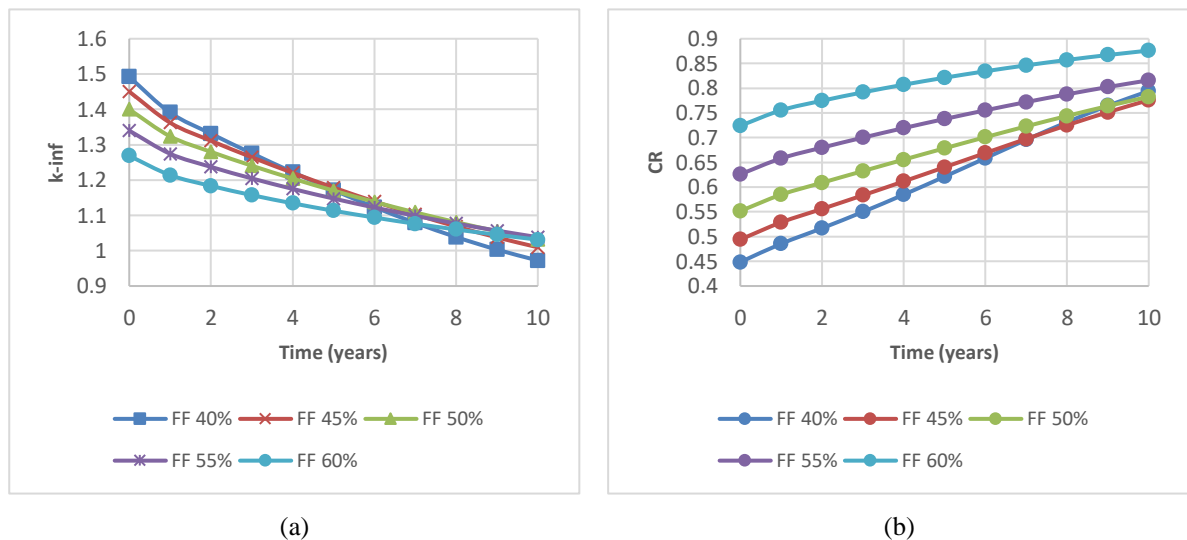 k-inf
1.6
1.5
1.4
1.3
1.2
1.1
1
0.9
0 2 4 6 8 10
Time (years)
FF 40% FF 45% FF 50%
FF 55% FF 60%
(a)
CR
0.9
0.85
0.8
0.75
0.7
0.65
0.6
0.55
0.5
0.45
0.4
0 2 4 6 8 10
Time (years)
FF 40% FF 45% FF 50%
FF 55% FF 60%
(b)